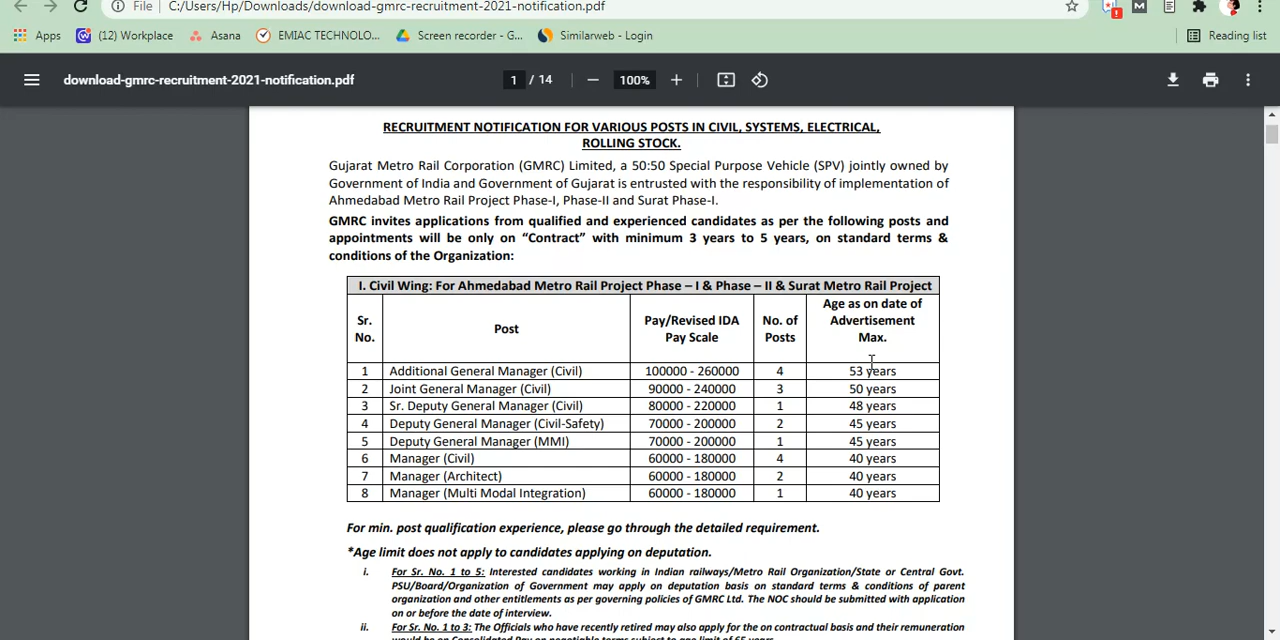 File C:/Users/Hp/Downloads/download-gmrc-recruitment-2021-notification.pdf
Apps (12) Workplace Asana EMIAC TECHNOLO... Screen recorder - G... Similarweb - Login Reading list
download-gmrc-recruitment-2021-notification.pdf 1 / 14 — 100% +
RECRUITMENT NOTIFICATION FOR VARIOUS POSTS IN CIVIL, SYSTEMS, ELECTRICAL,
ROLLING STOCK.
Gujarat Metro Rail Corporation (GMRC) Limited, a 50:50 Special Purpose Vehicle (SPV) jointly owned by
Government of India and Government of Gujarat is entrusted with the responsibility of implementation of
Ahmedabad Metro Rail Project Phase-I, Phase-II and Surat Phase-I.
GMRC invites applications from qualified and experienced candidates as per the following posts and
appointments will be only on “Contract” with minimum 3 years to 5 years, on standard terms &
conditions of the Organization:
I. Civil Wing: For Ahmedabad Metro Rail Project Phase – I & Phase – II & Surat Metro Rail Project
Sr. No. Post Pay/Revised IDA Pay Scale No. of Posts Age as on date of Advertisement Max.
1 Additional General Manager (Civil) 100000 - 260000 4 53 years
2 Joint General Manager (Civil) 90000 - 240000 3 50 years
3 Sr. Deputy General Manager (Civil) 80000 - 220000 1 48 years
4 Deputy General Manager (Civil-Safety) 70000 - 200000 2 45 years
5 Deputy General Manager (MMI) 70000 - 200000 1 45 years
6 Manager (Civil) 60000 - 180000 4 40 years
7 Manager (Architect) 60000 - 180000 2 40 years
8 Manager (Multi Modal Integration) 60000 - 180000 1 40 years
For min. post qualification experience, please go through the detailed requirement.
*Age limit does not apply to candidates applying on deputation.
i. For Sr. No. 1 to 5: Interested candidates working in Indian railways/Metro Rail Organization/State or Central Govt.
PSU/Board/Organization of Government may apply on deputation basis on standard terms & conditions of parent
organization and other entitlements as per governing policies of GMRC Ltd. The NOC should be submitted with application
on or before the date of interview.
ii. For Sr. No. 1 to 3: The Officials who have recently retired may also apply for the on contractual basis and their remuneration
would be on Consolidated Pay on negotiable terms subject to age limit of 65 years